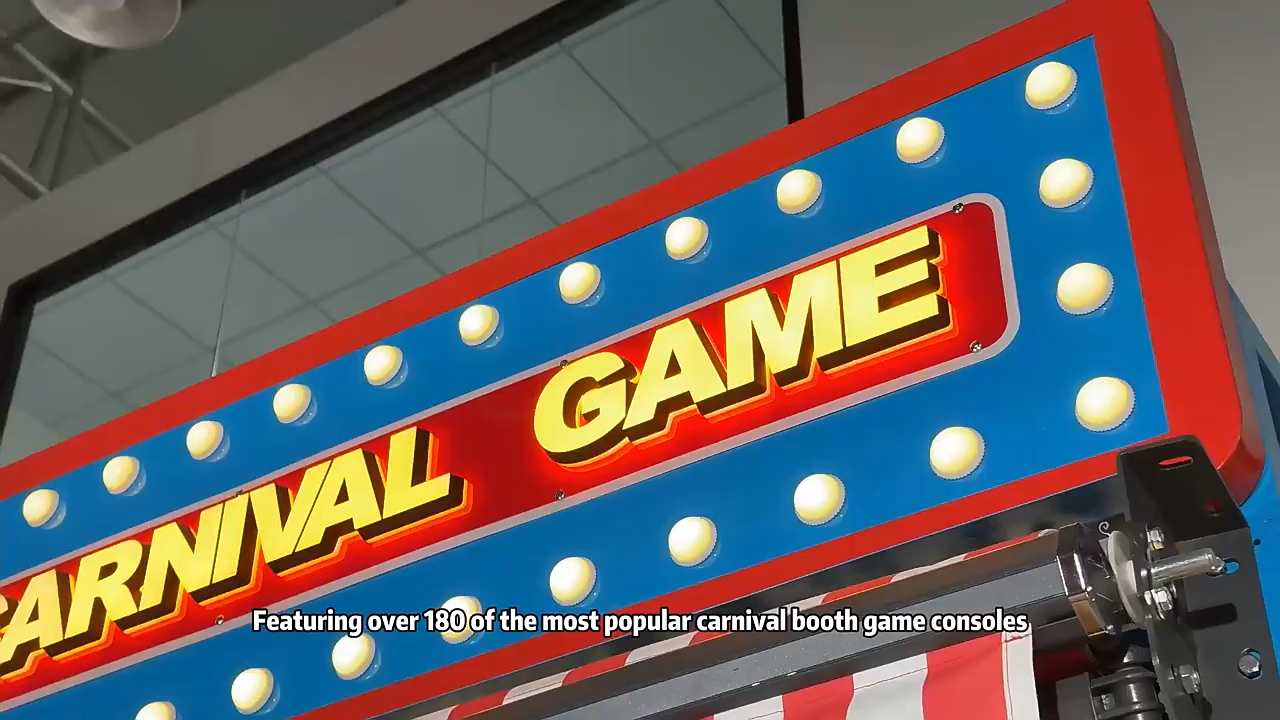 CARNIVAL GAME
Featuring over 180 of the most popular carnival booth game consoles